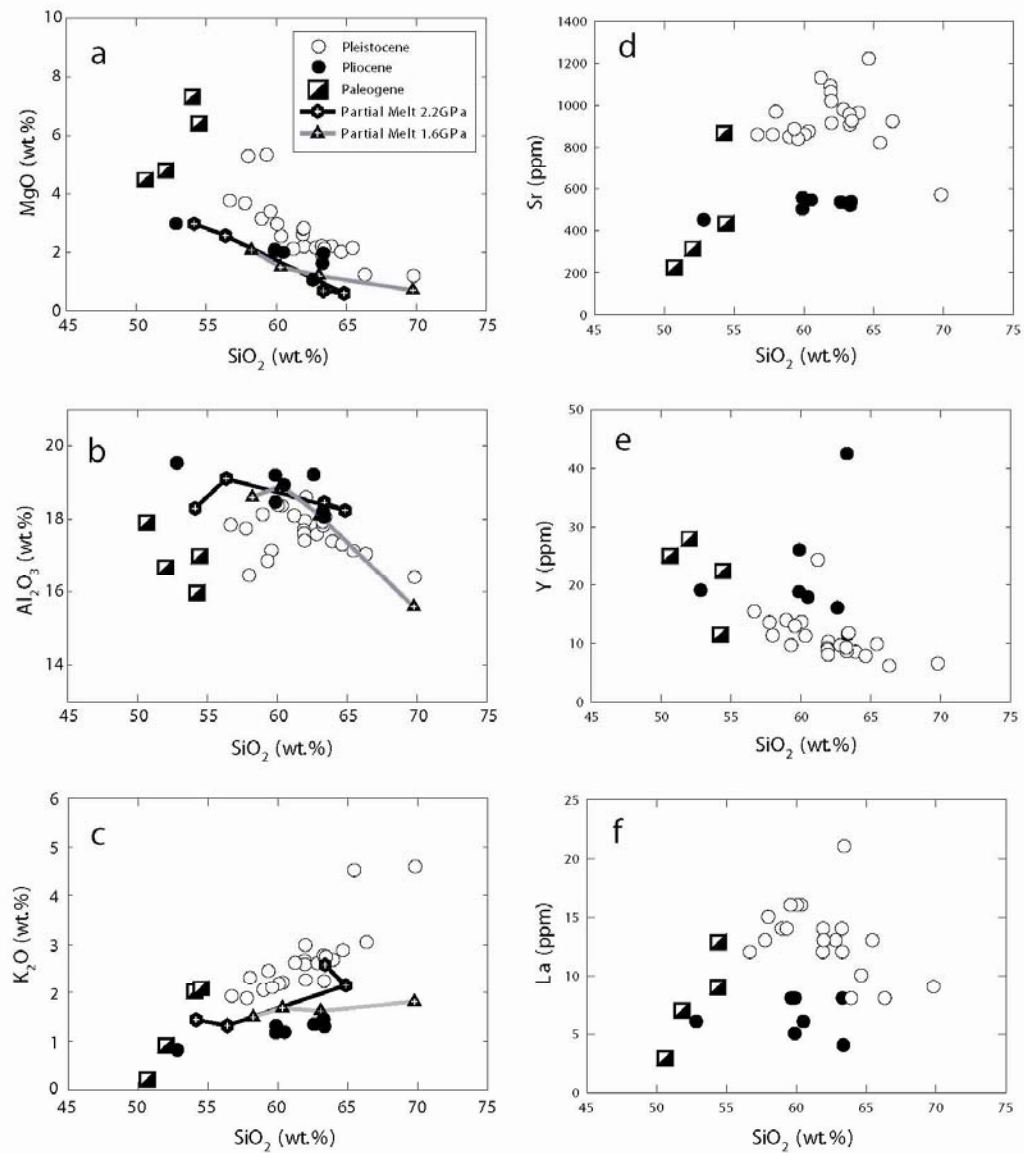 a
10
8
6
4
2
0
MgO (wt.%)
45 50 55 60 65 70 75
SiO2 (wt.%)
Pleistocene
Pliocene
Paleogene
Partial Melt 2.2GPa
Partial Melt 1.6GPa
d
1400
1200
1000
800
600
400
200
0
Sr (ppm)
45 50 55 60 65 70 75
SiO2 (wt.%)
b
20
18
16
14
Al2O3 (wt.%)
45 50 55 60 65 70 75
SiO2 (wt.%)
e
50
40
30
20
10
0
Y (ppm)
45 50 55 60 65 70 75
SiO2 (wt.%)
c
6
5
4
3
2
1
0
K2O (wt.%)
45 50 55 60 65 70 75
SiO2 (wt.%)
f
25
20
15
10
5
0
La (ppm)
45 50 55 60 65 70 75
SiO2 (wt.%)